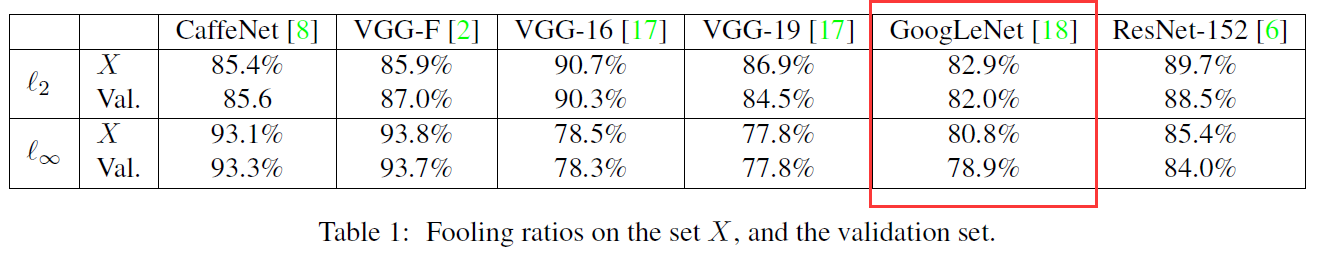 CaffeNet [8] VGG-F [2] VGG-16 [17] VGG-19 [17] GoogLeNet [18] ResNet-152 [6]
ℓ2 X 85.4% 85.9% 90.7% 86.9% 82.9% 89.7%
Val. 85.6 87.0% 90.3% 84.5% 82.0% 88.5%
ℓ∞ X 93.1% 93.8% 78.5% 77.8% 80.8% 85.4%
Val. 93.3% 93.7% 78.3% 77.8% 78.9% 84.0%
Table 1: Fooling ratios on the set X, and the validation set.